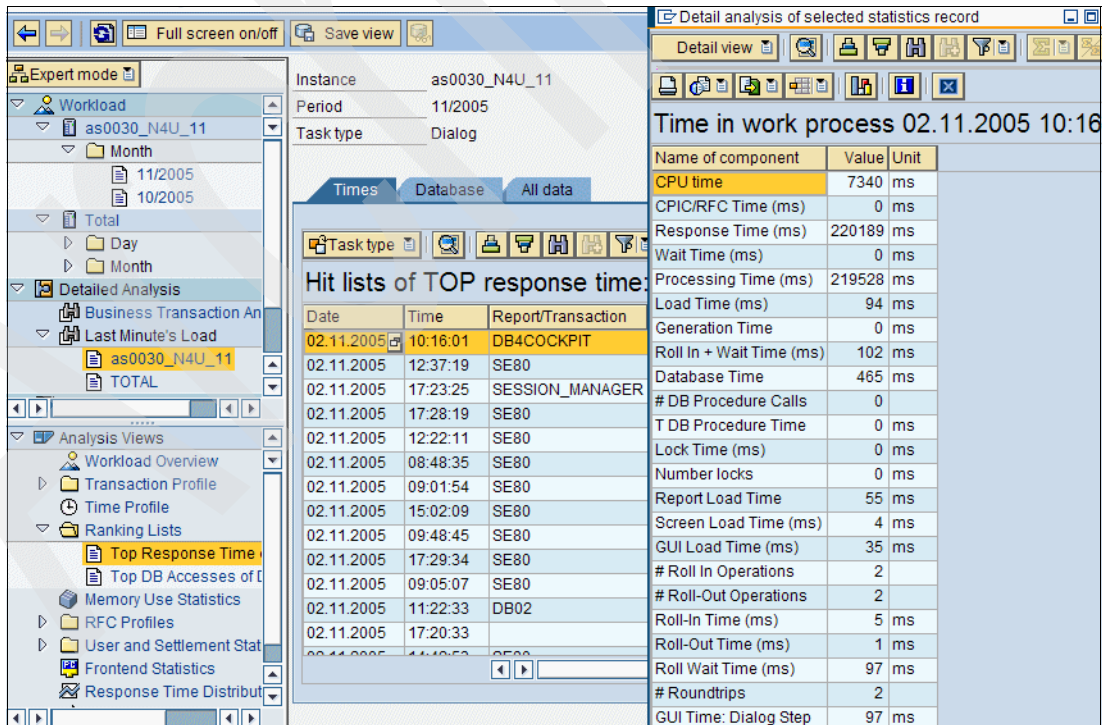 Full screen on/off
Save view
Expert mode
Workload
as0030_N4U_11
Month
11/2005
10/2005
Total
Day
Month
Detailed Analysis
Business Transaction An
Last Minute's Load
as0030_N4U_11
TOTAL
Analysis Views
Workload Overview
Transaction Profile
Time Profile
Ranking Lists
Top Response Time
Top DB Accesses of D
Memory Use Statistics
RFC Profiles
User and Settlement Stat
Frontend Statistics
Response Time Distribut
Instance as0030_N4U_11
Period 11/2005
Task type Dialog
Times Database All data
Task type
Hit lists of TOP response time:
Date Time Report/Transaction
02.11.2005 10:16:01 DB4COCKPIT
02.11.2005 12:37:19 SE80
02.11.2005 17:23:25 SESSION_MANAGER
02.11.2005 17:28:19 SE80
02.11.2005 12:22:11 SE80
02.11.2005 08:48:35 SE80
02.11.2005 09:01:54 SE80
02.11.2005 15:02:09 SE80
02.11.2005 09:48:45 SE80
02.11.2005 17:29:34 SE80
02.11.2005 09:05:07 SE80
02.11.2005 11:22:33 DB02
02.11.2005 17:20:33
Detail analysis of selected statistics record
Detail view
Time in work process 02.11.2005 10:16
Name of component Value Unit
CPU time 7340 ms
CPIC/RFC Time (ms) 0 ms
Response Time (ms) 220189 ms
Wait Time (ms) 0 ms
Processing Time (ms) 219528 ms
Load Time (ms) 94 ms
Generation Time 0 ms
Roll In + Wait Time (ms) 102 ms
Database Time 465 ms
# DB Procedure Calls 0
T DB Procedure Time 0 ms
Lock Time (ms) 0 ms
Number locks 0 ms
Report Load Time 55 ms
Screen Load Time (ms) 4 ms
GUI Load Time (ms) 35 ms
# Roll In Operations 2
# Roll-Out Operations 2
Roll-In Time (ms) 5 ms
Roll-Out Time (ms) 1 ms
Roll Wait Time (ms) 97 ms
# Roundtrips 2
GUI Time: Dialog Step 97 ms